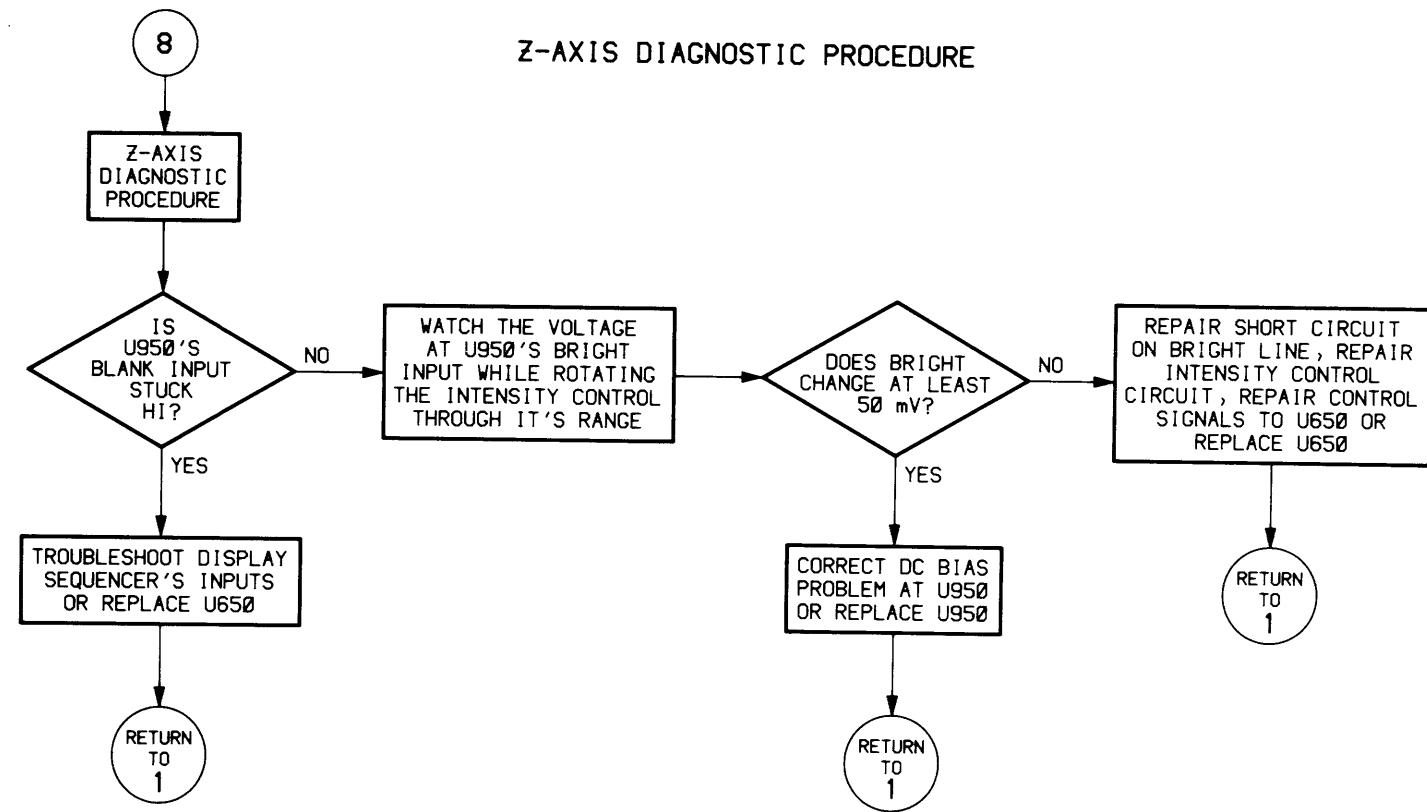 8
Z-AXIS DIAGNOSTIC PROCEDURE
Z-AXIS
DIAGNOSTIC
PROCEDURE
IS
U950'S
BLANK INPUT
STUCK
HI?
NO
YES
WATCH THE VOLTAGE
AT U950'S BRIGHT
INPUT WHILE ROTATING
THE INTENSITY CONTROL
THROUGH IT'S RANGE
DOES BRIGHT
CHANGE AT LEAST
50 mV?
NO
YES
REPAIR SHORT CIRCUIT
ON BRIGHT LINE, REPAIR
INTENSITY CONTROL
CIRCUIT, REPAIR CONTROL
SIGNALS TO U650 OR
REPLACE U650
TROUBLESHOOT DISPLAY
SEQUENCER'S INPUTS
OR REPLACE U650
CORRECT DC BIAS
PROBLEM AT U950
OR REPLACE U950
RETURN
TO
1
RETURN
TO
1
RETURN
TO
1